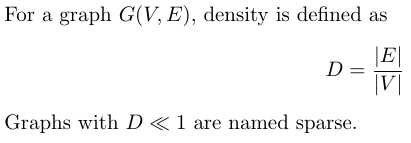 For a graph G(V, E), density is defined as
D = |E| / |V|
Graphs with D ≪ 1 are named sparse.